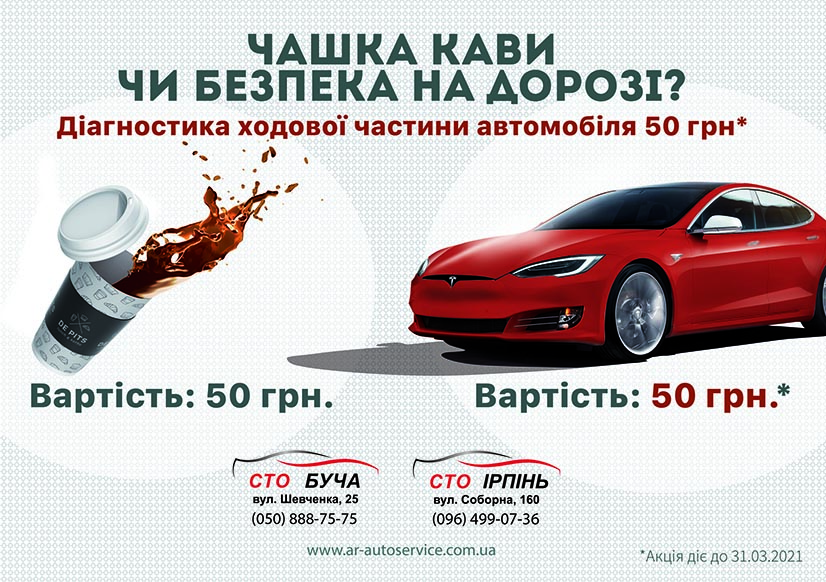 ЧАШКА КАВИ
ЧИ БЕЗПЕКА НА ДОРОЗІ?
Діагностика ходової частини автомобіля 50 грн*
DE PITS
Вартість: 50 грн.
Вартість: 50 грн.*
СТО БУЧА
вул. Шевченка, 25
(050) 888-75-75
СТО ІРПІНЬ
вул. Соборна, 160
(096) 499-07-36
www.ar-autoservice.com.ua
*Акція діє до 31.03.2021